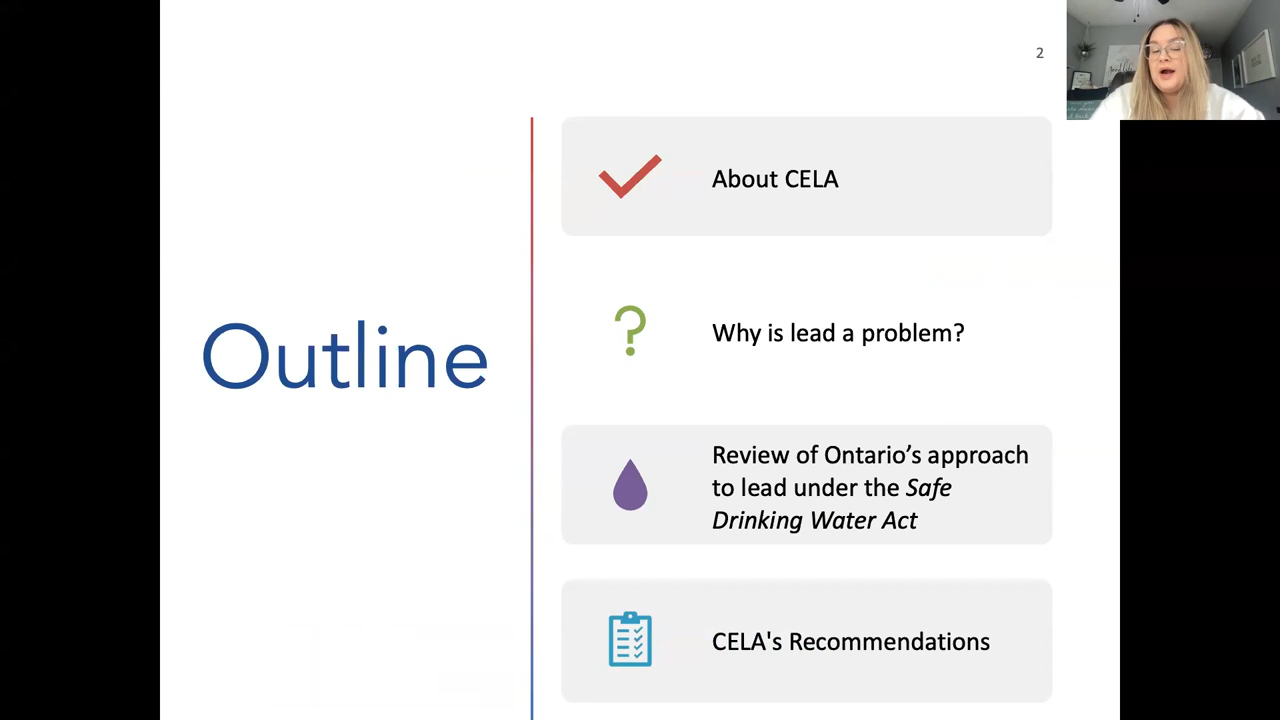 2
Outline
About CELA
Why is lead a problem?
Review of Ontario’s approach
to lead under the Safe
Drinking Water Act
CELA's Recommendations